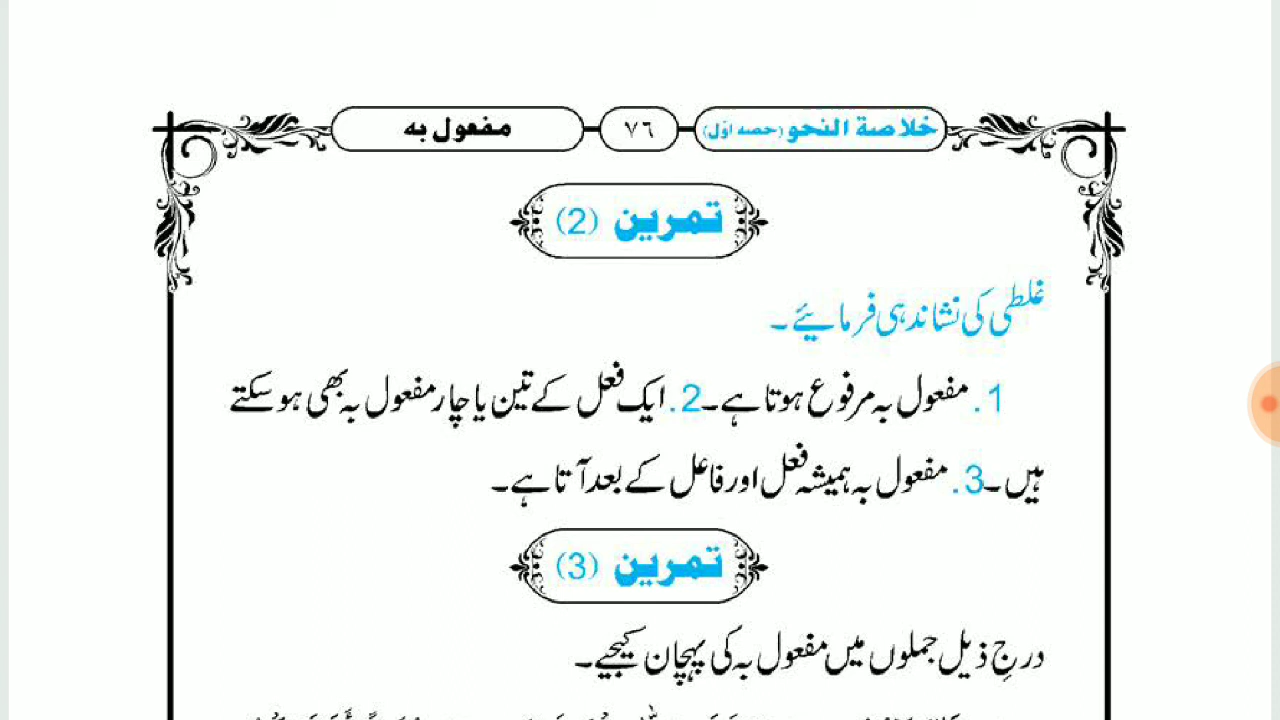 خلاصة النحو (حصہ اوّل) ٧٦ مفعول بہ
تمرین (2)
غلطی کی نشاندہی فرمائیے۔
1. مفعول بہ مرفوع ہوتا ہے۔ 2. ایک فعل کے تین یا چار مفعول بہ بھی ہو سکتے
ہیں۔ 3. مفعول بہ ہمیشہ فعل اور فاعل کے بعد آتا ہے۔
تمرین (3)
درجِ ذیل جملوں میں مفعول بہ کی پہچان کیجیے۔